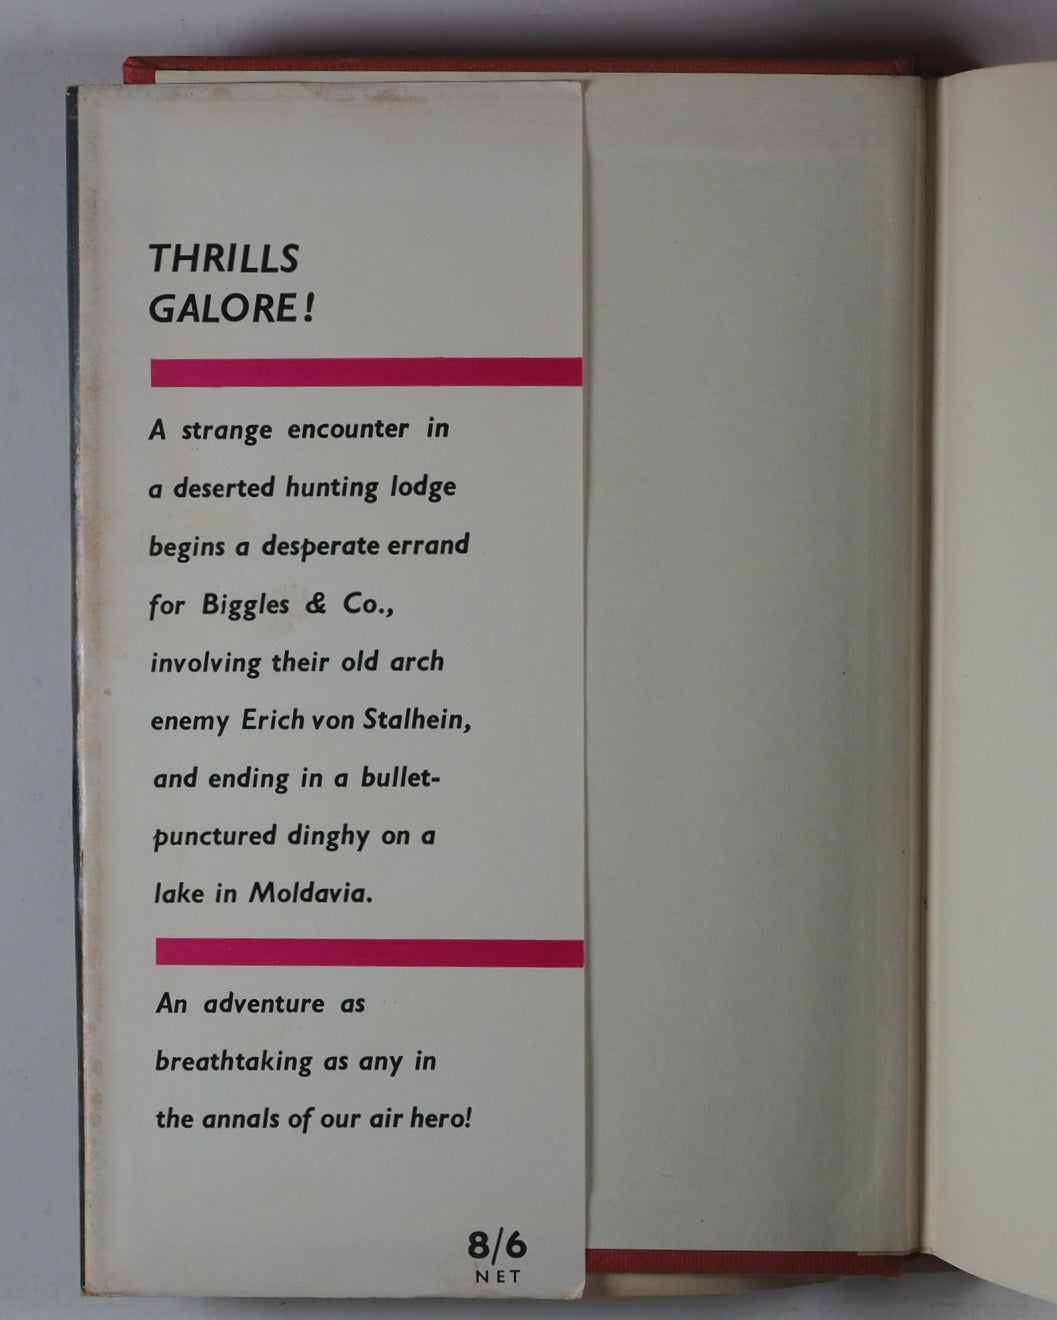 THRILLS
GALORE!
A strange encounter in
a deserted hunting lodge
begins a desperate errand
for Biggles & Co.,
involving their old arch
enemy Erich von Stalhein,
and ending in a bullet-
punctured dinghy on a
lake in Moldavia.
An adventure as
breathtaking as any in
the annals of our air hero!
8/6
NET